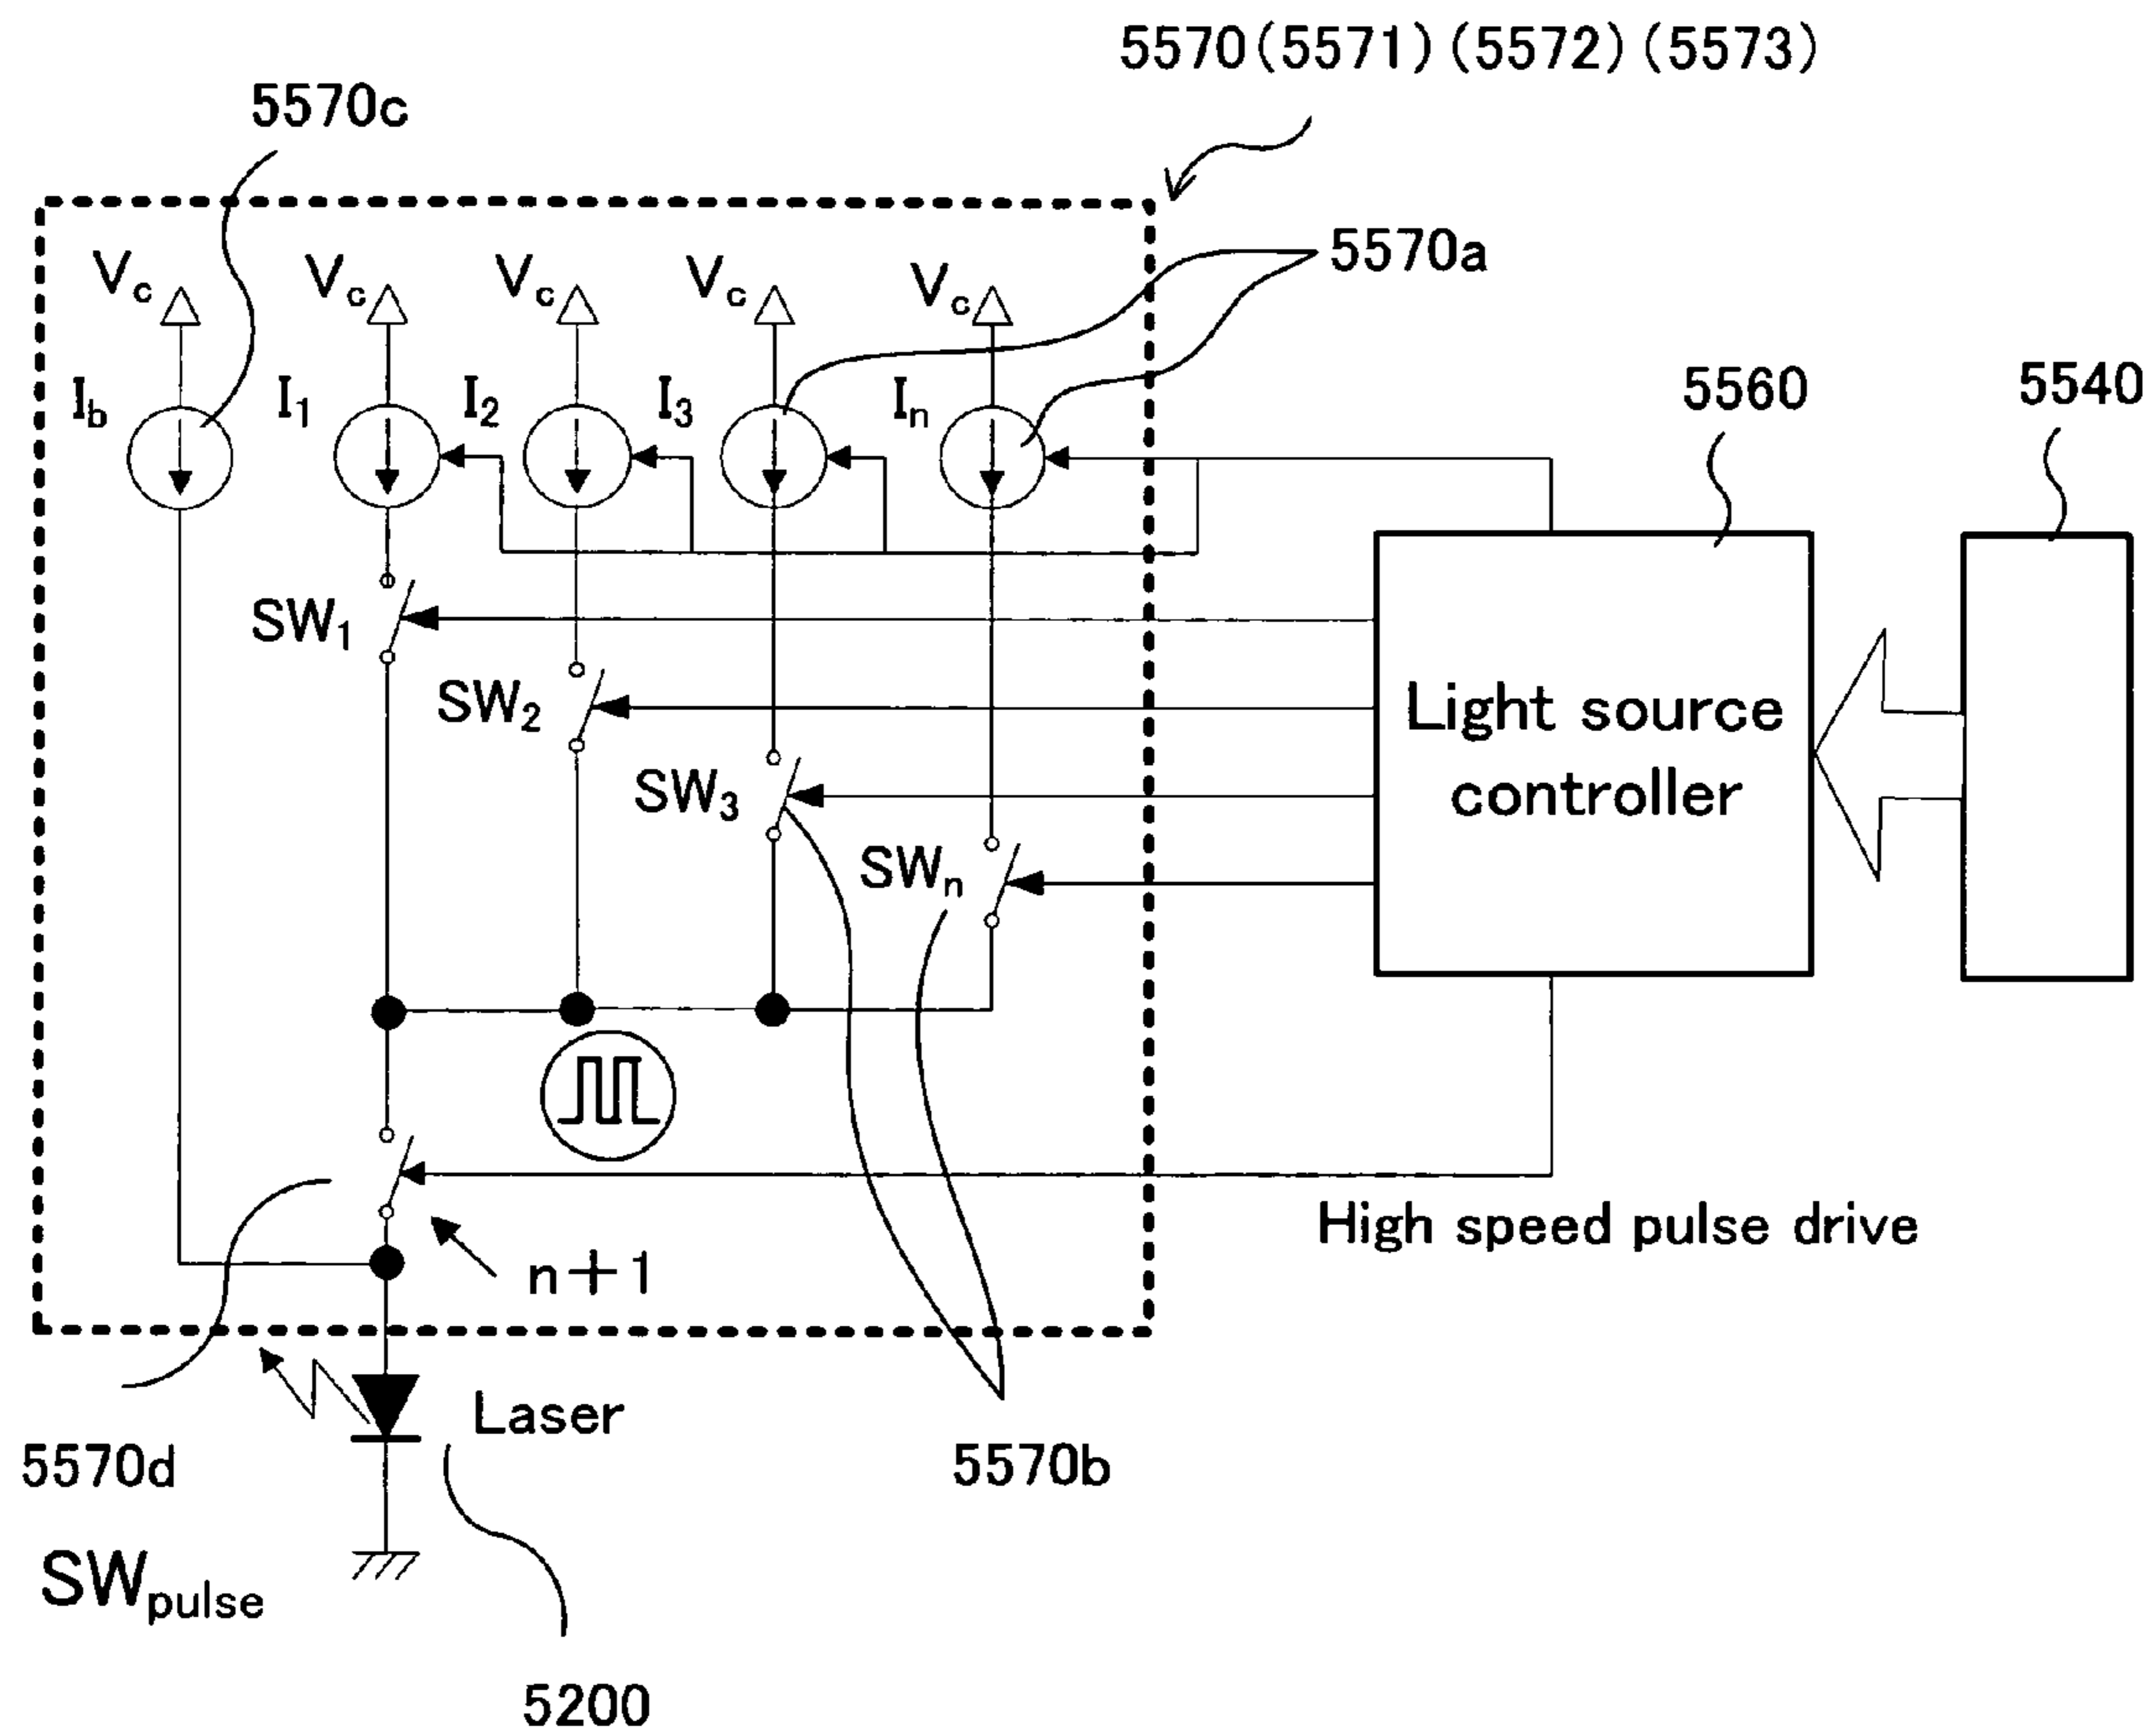 5570(5571)(5572)(5573)
5570c
5570a
Vc Vc Vc Vc Vc
Ib I1 I2 I3 In
5560
5540
SW1
SW2
SW3
SWn
Light source
controller
High speed pulse drive
n+1
Laser
5570d
5570b
SWpulse
5200